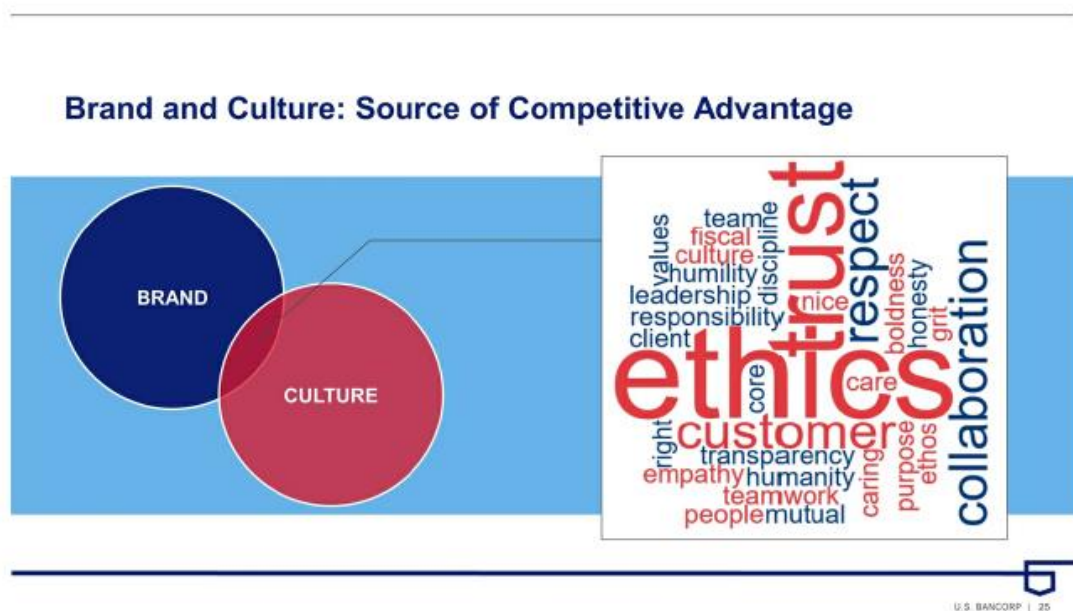 Brand and Culture: Source of Competitive Advantage
BRAND
CULTURE
values
team
fiscal
culture
humility
discipline
leadership
responsibility
client
trust
nice
respect
boldness
honesty
grit
collaboration
ethics
core
care
right
customer
transparency
empathy
humanity
teamwork
people
mutual
caring
purpose
ethos
U.S. BANCORP | 25